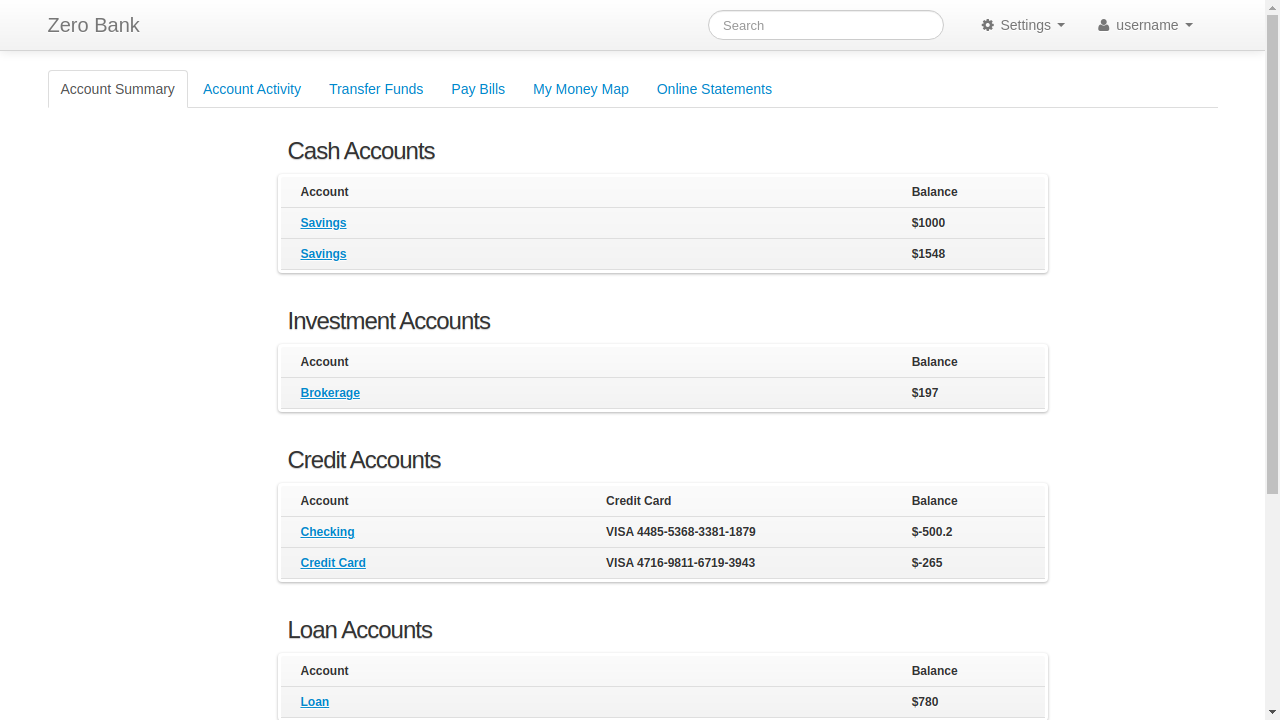 Zero Bank
Search
Settings
username
Account Summary Account Activity Transfer Funds Pay Bills My Money Map Online Statements
Cash Accounts
Account Balance
Savings $1000
Savings $1548
Investment Accounts
Account Balance
Brokerage $197
Credit Accounts
Account Credit Card Balance
Checking VISA 4485-5368-3381-1879 $-500.2
Credit Card VISA 4716-9811-6719-3943 $-265
Loan Accounts
Account Balance
Loan $780